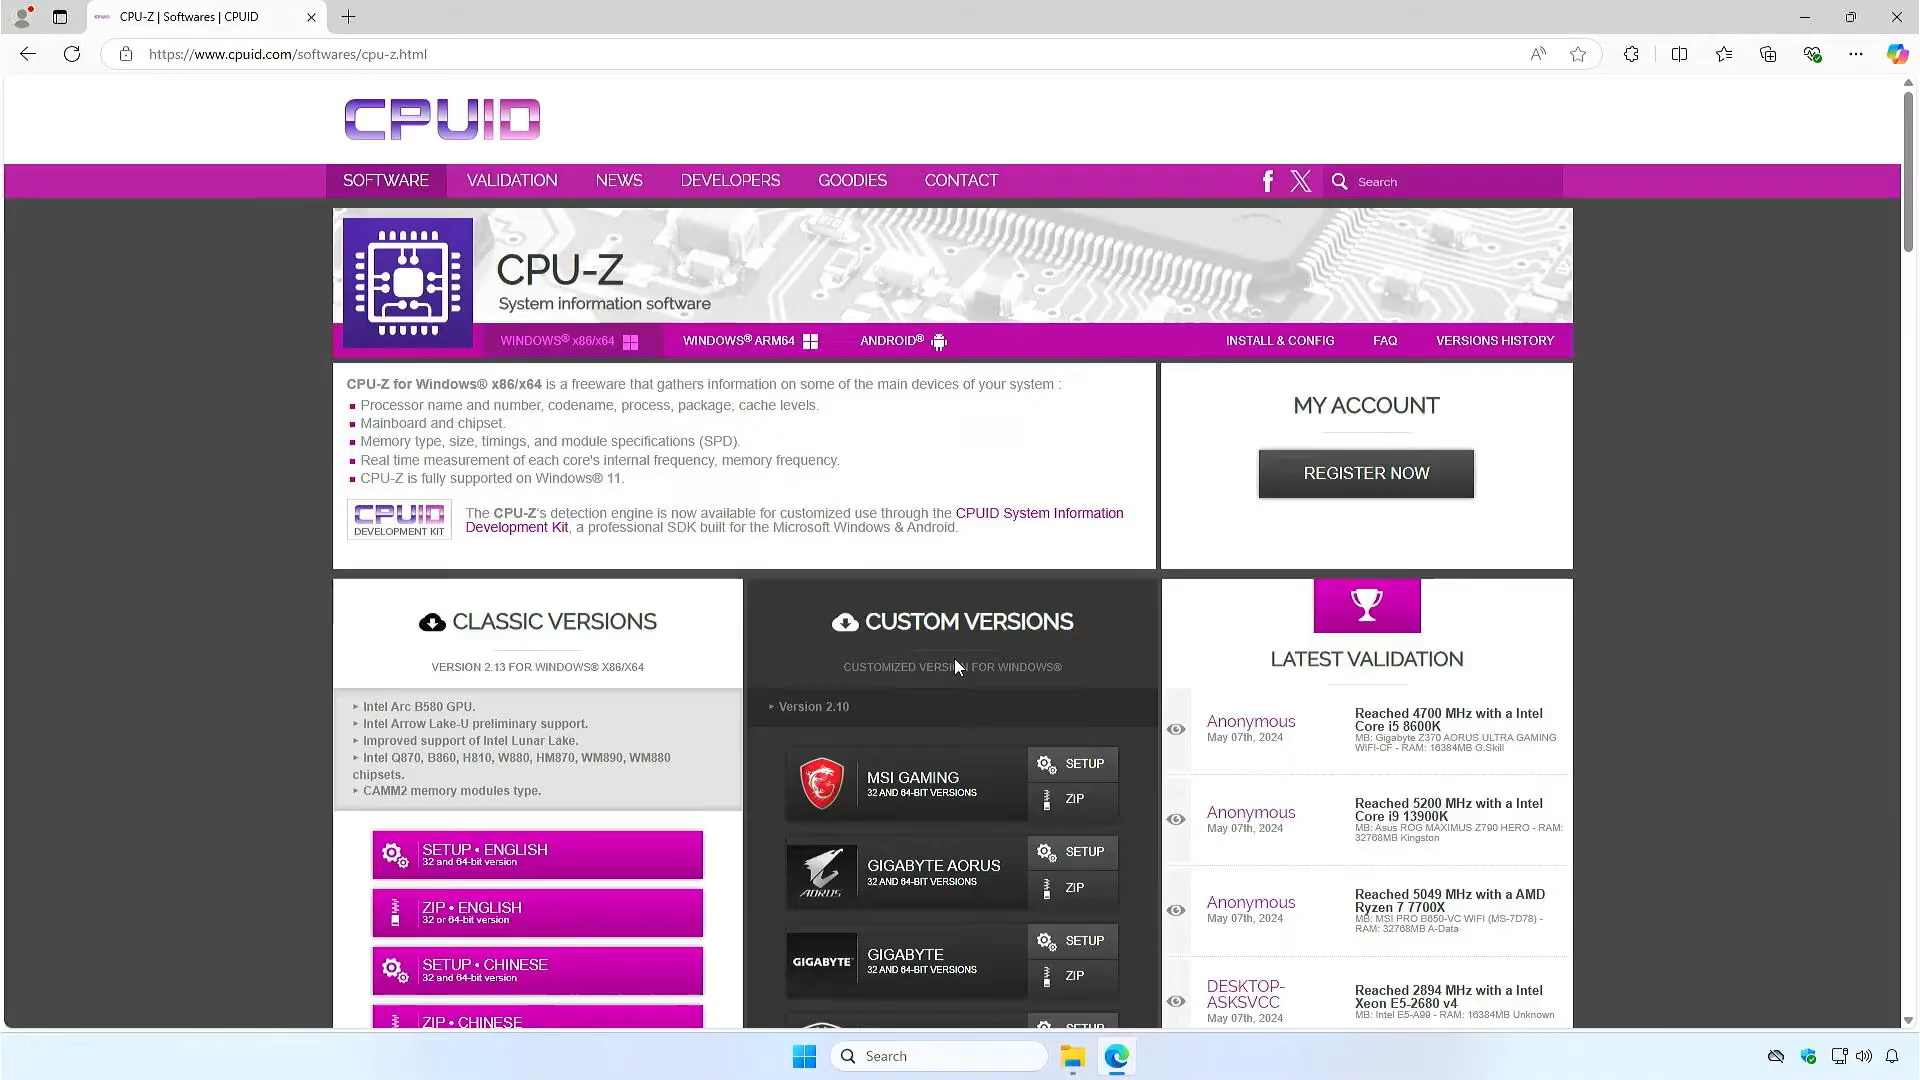 CPU-Z | Softwares | CPUID
https://www.cpuid.com/softwares/cpu-z.html
CPUID
SOFTWARE VALIDATION NEWS DEVELOPERS GOODIES CONTACT
Search
CPU-Z
System information software
WINDOWS® x86/x64 WINDOWS® ARM64 ANDROID® INSTALL & CONFIG FAQ VERSIONS HISTORY
CPU-Z for Windows® x86/x64 is a freeware that gathers information on some of the main devices of your system :
Processor name and number, codename, process, package, cache levels.
Mainboard and chipset.
Memory type, size, timings, and module specifications (SPD).
Real time measurement of each core's internal frequency, memory frequency.
CPU-Z is fully supported on Windows® 11.
CPUID
DEVELOPMENT KIT
The CPU-Z's detection engine is now available for customized use through the CPUID System Information
Development Kit, a professional SDK built for the Microsoft Windows & Android.
MY ACCOUNT
REGISTER NOW
CLASSIC VERSIONS
VERSION 2.13 FOR WINDOWS® X86/X64
Intel Arc B580 GPU.
Intel Arrow Lake-U preliminary support.
Improved support of Intel Lunar Lake.
Intel Q870, B860, H810, W880, HM870, WM890, WM880
chipsets.
CAMM2 memory modules type.
SETUP • ENGLISH
32 and 64-bit version
ZIP • ENGLISH
32 or 64-bit version
SETUP • CHINESE
32 and 64-bit version
ZIP • CHINESE
CUSTOM VERSIONS
CUSTOMIZED VERSION FOR WINDOWS®
Version 2.10
MSI GAMING
32 AND 64-BIT VERSIONS
SETUP
ZIP
AORUS
GIGABYTE AORUS
32 AND 64-BIT VERSIONS
SETUP
ZIP
GIGABYTE
GIGABYTE
32 AND 64-BIT VERSIONS
SETUP
ZIP
SETUP
LATEST VALIDATION
Anonymous
May 07th, 2024
Reached 4700 MHz with a Intel
Core i5 8600K
MB: Gigabyte Z370 AORUS ULTRA GAMING
WIFI-CF - RAM: 16384MB G.Skill
Anonymous
May 07th, 2024
Reached 5200 MHz with a Intel
Core i9 13900K
MB: Asus ROG MAXIMUS Z790 HERO - RAM:
32768MB Kingston
Anonymous
May 07th, 2024
Reached 5049 MHz with a AMD
Ryzen 7 7700X
MB: MSI PRO B650-VC WIFI (MS-7D78) -
RAM: 32768MB A-Data
DESKTOP-
ASKSVCC
May 07th, 2024
Reached 2894 MHz with a Intel
Xeon E5-2680 v4
MB: Intel E5-A99 - RAM: 16384MB Unknown
Search